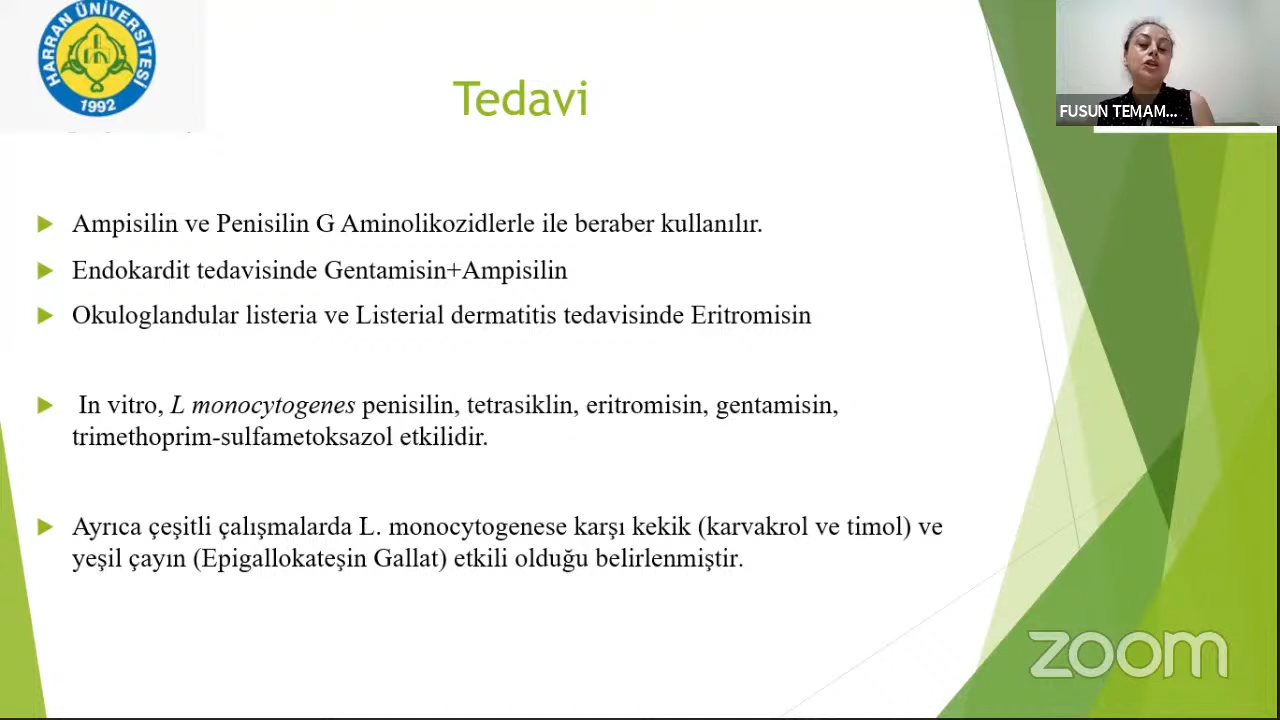 HARRAN ÜNİVERSİTESİ
1992
Tedavi
FUSUN TEMAM...
Ampisilin ve Penisilin G Aminolikozidlerle ile beraber kullanılır.
Endokardit tedavisinde Gentamisin+Ampisilin
Okuloglandular listeria ve Listerial dermatitis tedavisinde Eritromisin
In vitro, L monocytogenes penisilin, tetrasiklin, eritromisin, gentamisin,
trimethoprim-sulfametoksazol etkilidir.
Ayrıca çeşitli çalışmalarda L. monocytogenese karşı kekik (karvakrol ve timol) ve
yeşil çayın (Epigallokateşin Gallat) etkili olduğu belirlenmiştir.
zoom